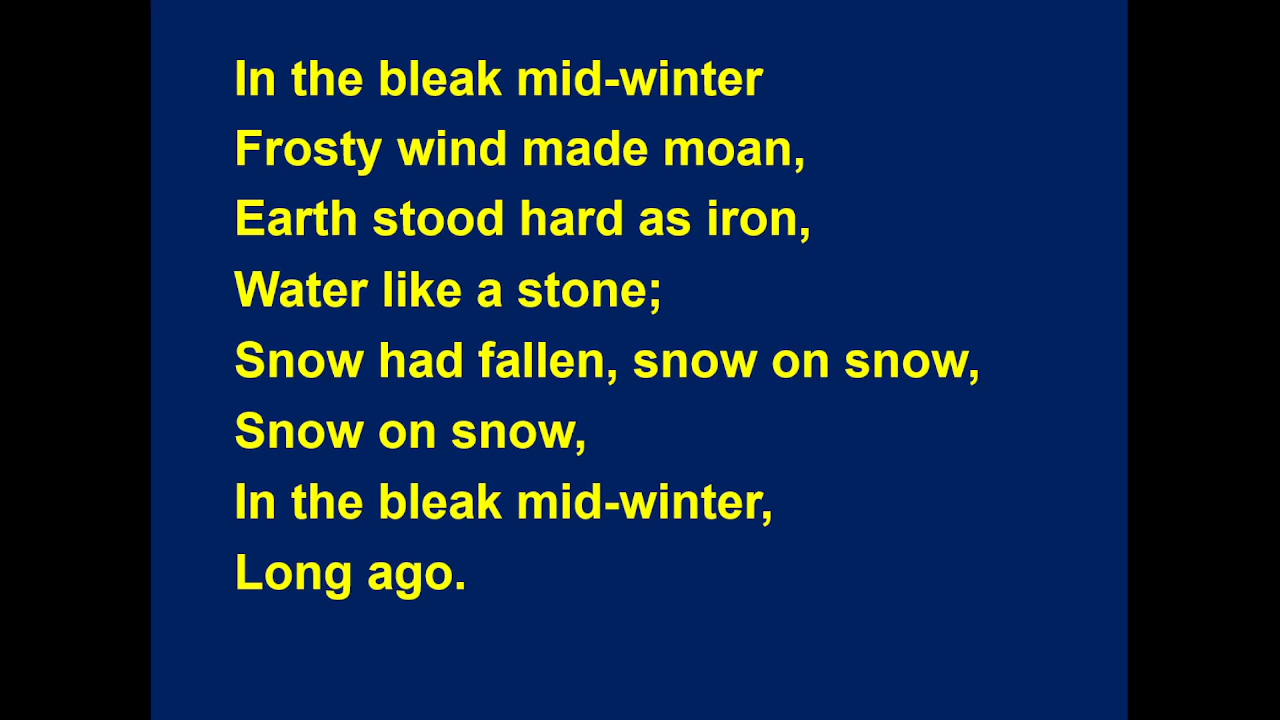 In the bleak mid-winter
Frosty wind made moan,
Earth stood hard as iron,
Water like a stone;
Snow had fallen, snow on snow,
Snow on snow,
In the bleak mid-winter,
Long ago.